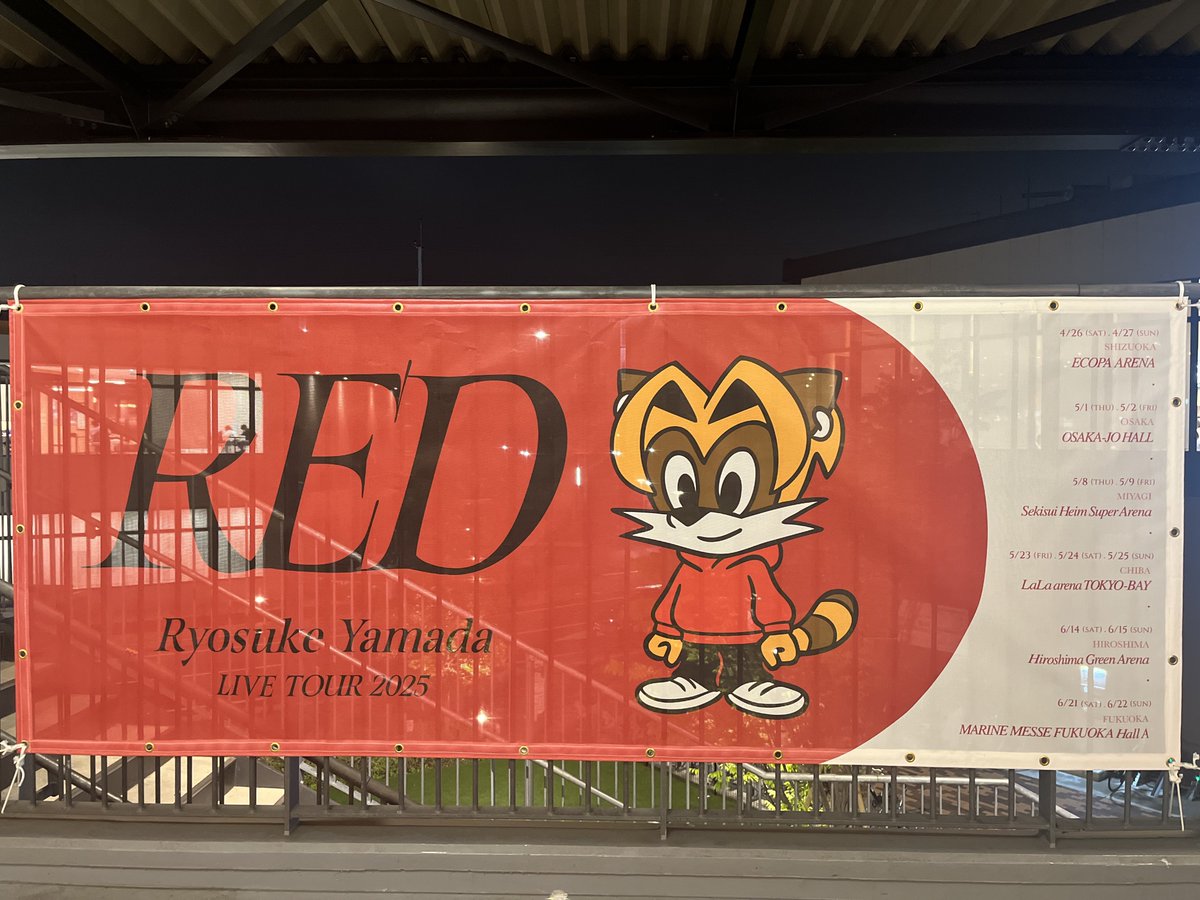 RED
Ryosuke Yamada
LIVE TOUR 2025
4/26 (SAT) . 4/27 (SUN)
SHIZUOKA
ECOPA ARENA
.
5/1 (THU) . 5/2 (FRI)
OSAKA
OSAKA-JO HALL
.
5/8 (THU) . 5/9 (FRI)
MIYAGI
Sekisui Heim Super Arena
.
5/23 (FRI) . 5/24 (SAT) . 5/25 (SUN)
CHIBA
LaLa arena TOKYO-BAY
.
6/14 (SAT) . 6/15 (SUN)
HIROSHIMA
Hiroshima Green Arena
.
6/21 (SAT) . 6/22 (SUN)
FUKUOKA
MARINE MESSE FUKUOKA Hall A